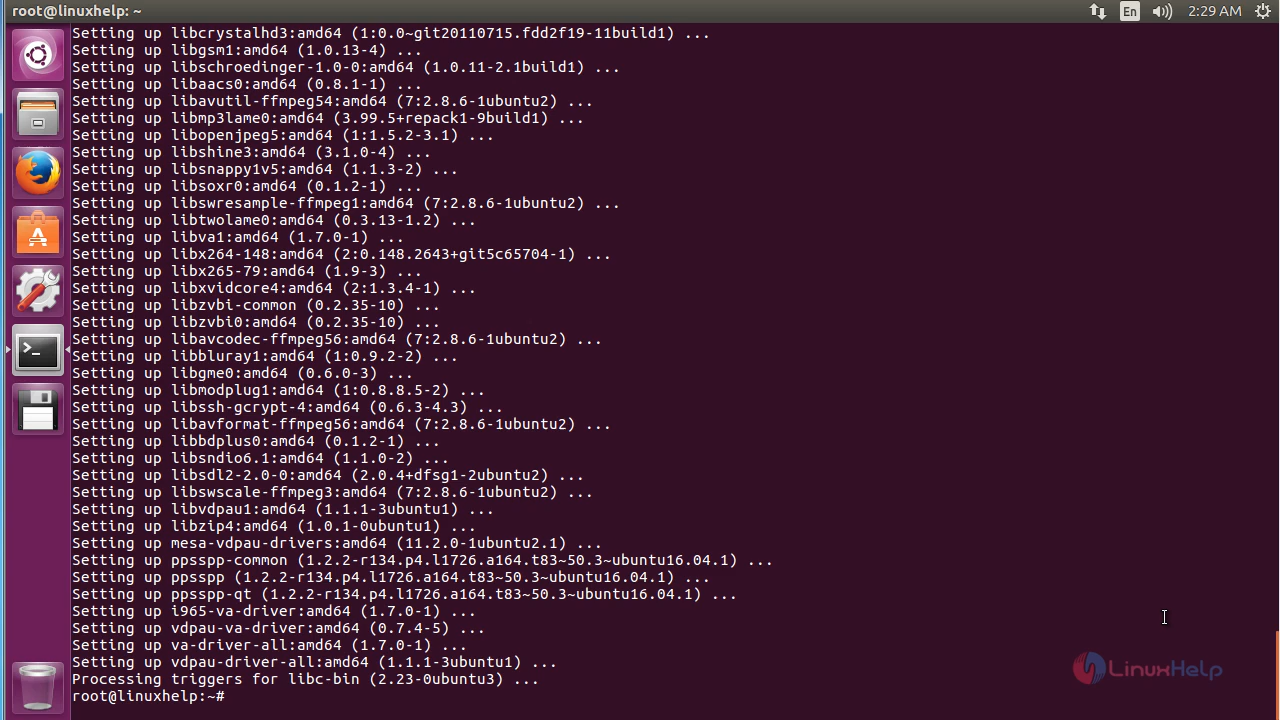 root@linuxhelp: ~
En
2:29 AM
Setting up libcrystalhd3:amd64 (1:0.0~git20110715.fdd2f19-11build1) ...
Setting up libgsm1:amd64 (1.0.13-4) ...
Setting up libschroedinger-1.0-0:amd64 (1.0.11-2.1build1) ...
Setting up libaacs0:amd64 (0.8.1-1) ...
Setting up libavutil-ffmpeg54:amd64 (7:2.8.6-1ubuntu2) ...
Setting up libmp3lame0:amd64 (3.99.5+repack1-9build1) ...
Setting up libopenjpeg5:amd64 (1:1.5.2-3.1) ...
Setting up libshine3:amd64 (3.1.0-4) ...
Setting up libsnappy1v5:amd64 (1.1.3-2) ...
Setting up libsoxr0:amd64 (0.1.2-1) ...
Setting up libswresample-ffmpeg1:amd64 (7:2.8.6-1ubuntu2) ...
Setting up libtwolame0:amd64 (0.3.13-1.2) ...
Setting up libva1:amd64 (1.7.0-1) ...
Setting up libx264-148:amd64 (2:0.148.2643+git5c65704-1) ...
Setting up libx265-79:amd64 (1.9-3) ...
Setting up libxvidcore4:amd64 (2:1.3.4-1) ...
Setting up libzvbi-common (0.2.35-10) ...
Setting up libzvbi0:amd64 (0.2.35-10) ...
Setting up libavcodec-ffmpeg56:amd64 (7:2.8.6-1ubuntu2) ...
Setting up libbluray1:amd64 (1:0.9.2-2) ...
Setting up libgme0:amd64 (0.6.0-3) ...
Setting up libmodplug1:amd64 (1:0.8.8.5-2) ...
Setting up libssh-gcrypt-4:amd64 (0.6.3-4.3) ...
Setting up libavformat-ffmpeg56:amd64 (7:2.8.6-1ubuntu2) ...
Setting up libbdplus0:amd64 (0.1.2-1) ...
Setting up libsndio6.1:amd64 (1.1.0-2) ...
Setting up libsdl2-2.0-0:amd64 (2.0.4+dfsg1-2ubuntu2) ...
Setting up libswscale-ffmpeg3:amd64 (7:2.8.6-1ubuntu2) ...
Setting up libvdpau1:amd64 (1.1.1-3ubuntu1) ...
Setting up libzip4:amd64 (1.0.1-0ubuntu1) ...
Setting up mesa-vdpau-drivers:amd64 (11.2.0-1ubuntu2.1) ...
Setting up ppsspp-common (1.2.2-r134.p4.l1726.a164.t83~50.3~ubuntu16.04.1) ...
Setting up ppsspp (1.2.2-r134.p4.l1726.a164.t83~50.3~ubuntu16.04.1) ...
Setting up ppsspp-qt (1.2.2-r134.p4.l1726.a164.t83~50.3~ubuntu16.04.1) ...
Setting up i965-va-driver:amd64 (1.7.0-1) ...
Setting up vdpau-va-driver:amd64 (0.7.4-5) ...
Setting up va-driver-all:amd64 (1.7.0-1) ...
Setting up vdpau-driver-all:amd64 (1.1.1-3ubuntu1) ...
Processing triggers for libc-bin (2.23-0ubuntu3) ...
root@linuxhelp:~#
LinuxHelp